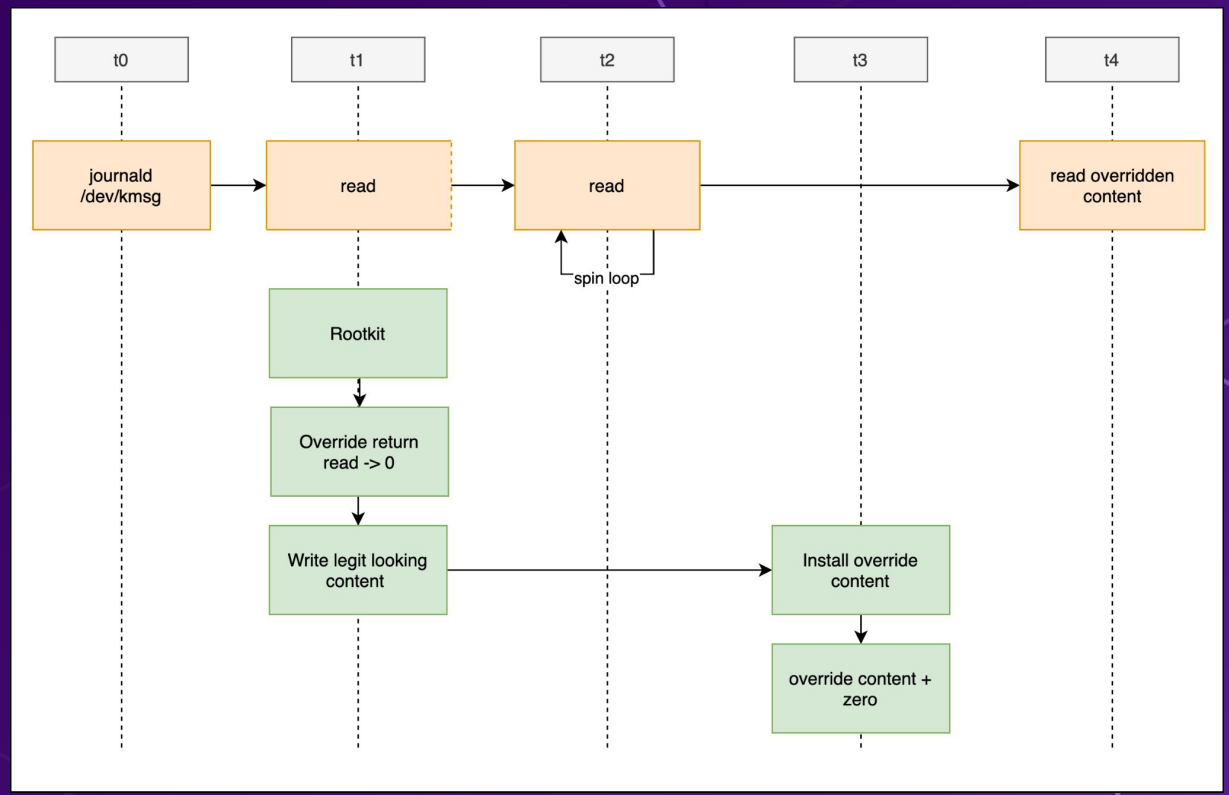 t0
t1
t2
t3
t4
journald
/dev/kmsg
read
read
read overridden
content
spin loop
Rootkit
Override return
read -> 0
Write legit looking
content
Install override
content
override content +
zero